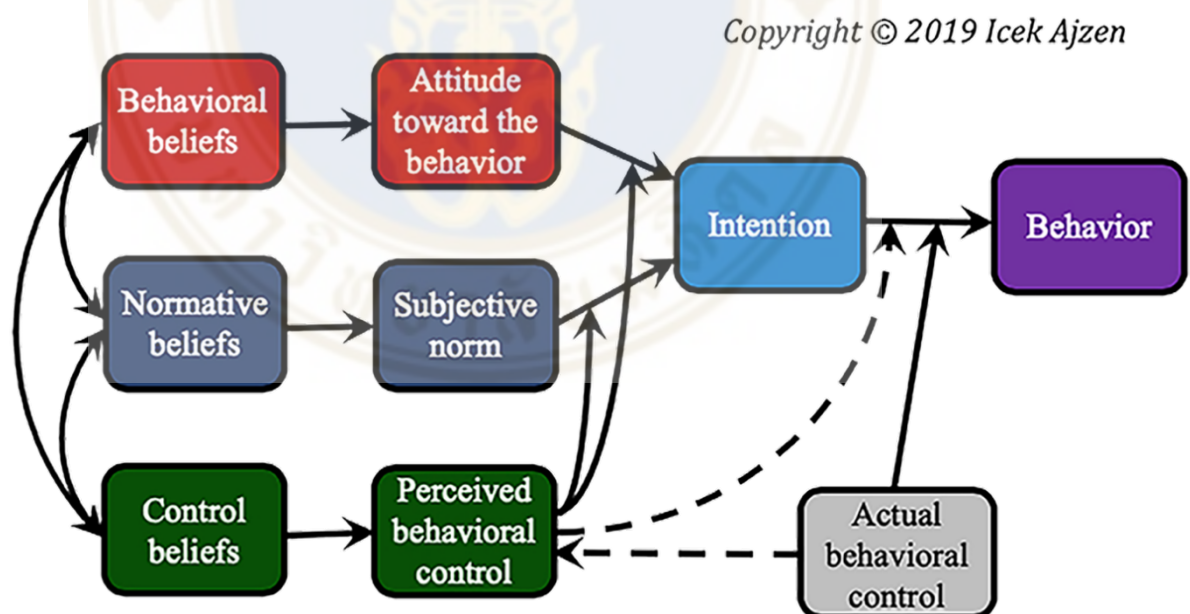 Copyright © 2019 Icek Ajzen
Behavioral
beliefs
Attitude
toward the
behavior
Intention
Behavior
Normative
beliefs
Subjective
norm
Control
beliefs
Perceived
behavioral
control
Actual
behavioral
control